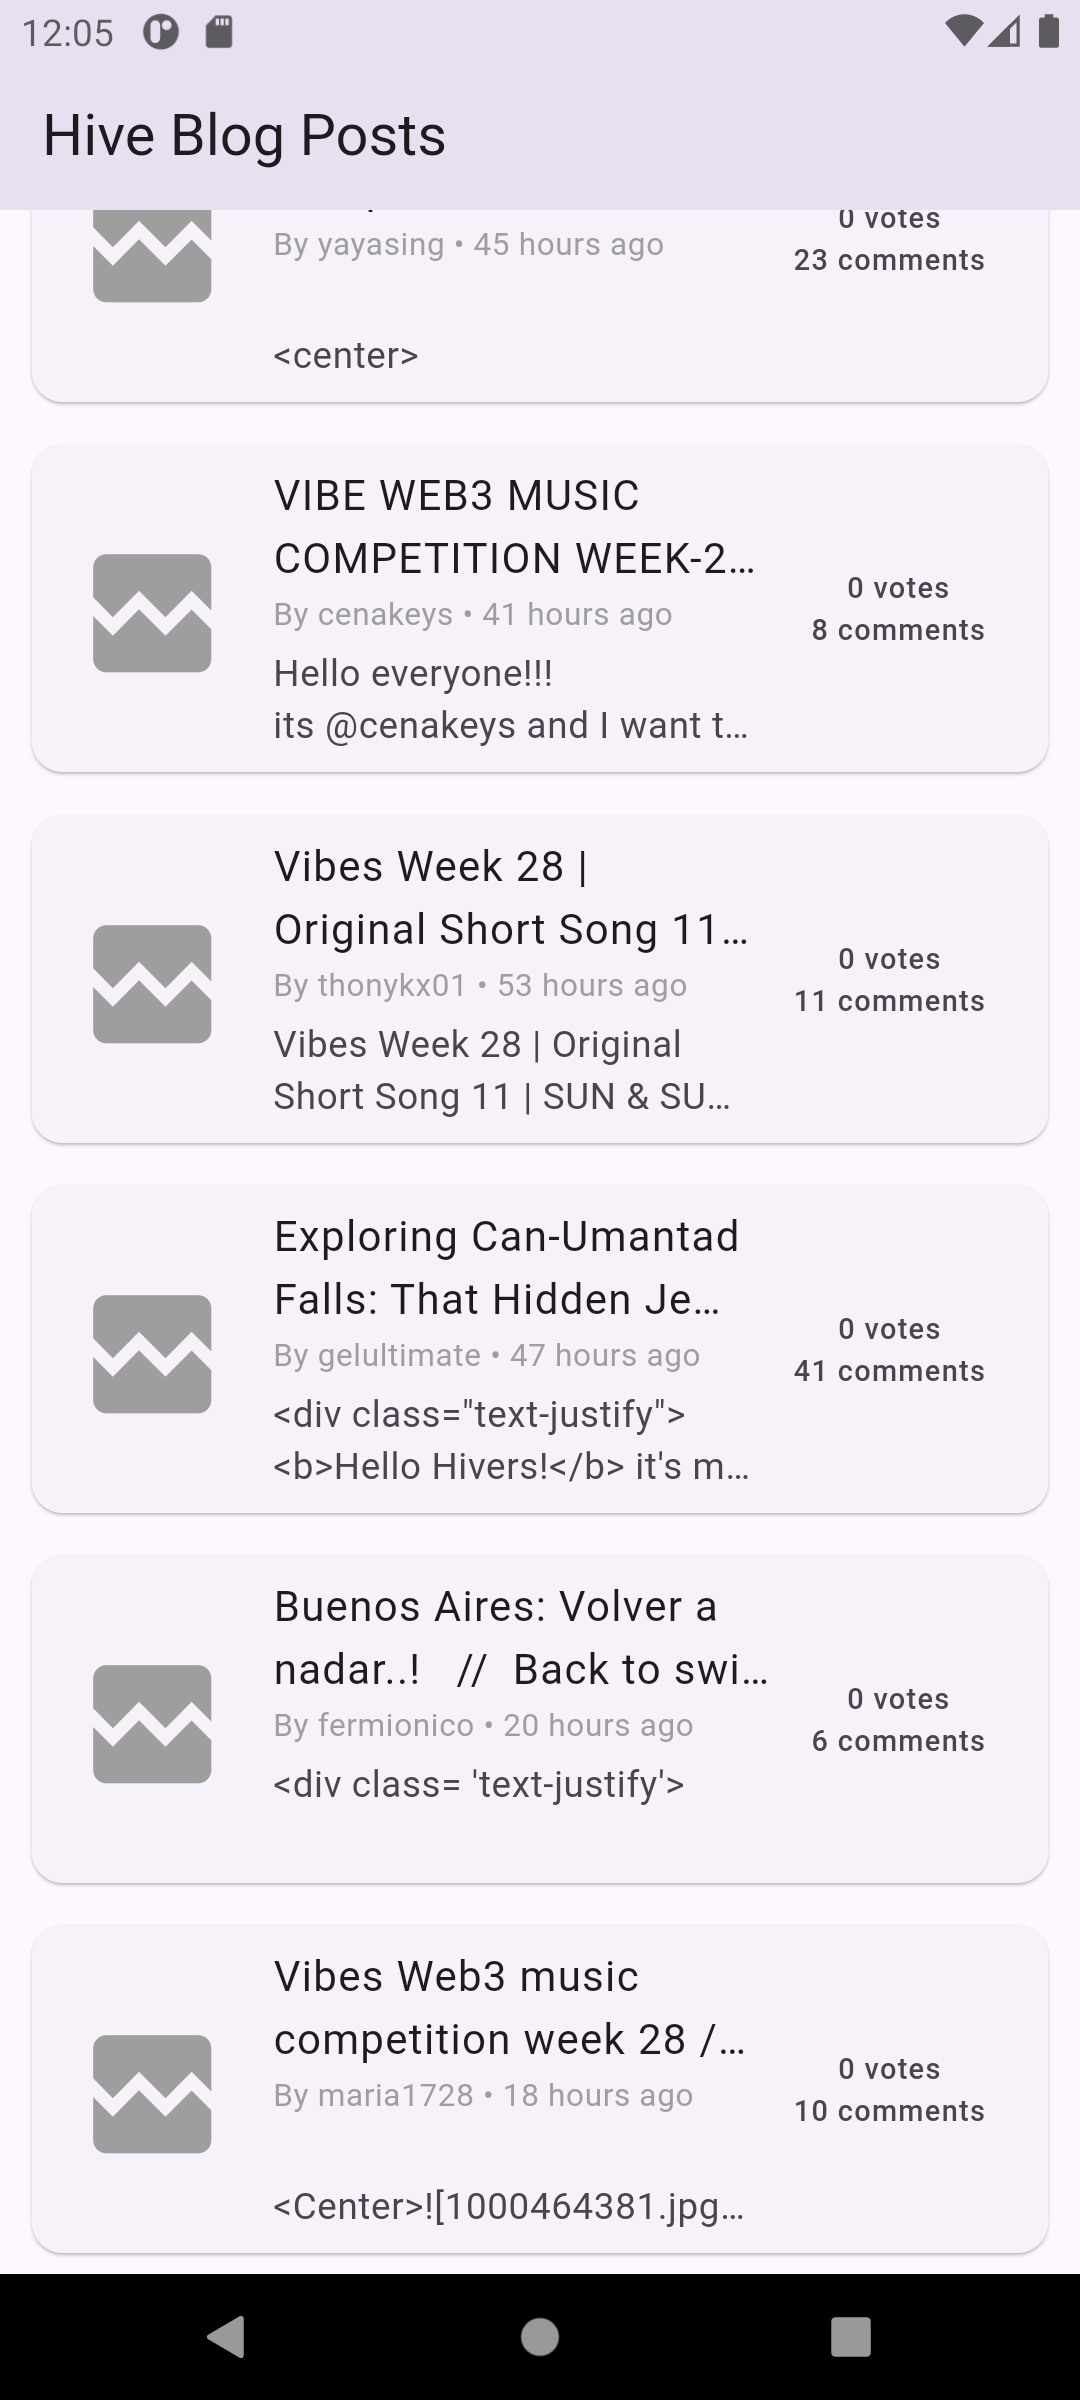 12:05
Hive Blog Posts
0 votes
By yayasing • 45 hours ago
23 comments
<center>
VIBE WEB3 MUSIC
COMPETITION WEEK-2…
0 votes
By cenakeys • 41 hours ago
8 comments
Hello everyone!!!
its @cenakeys and I want t…
Vibes Week 28 |
Original Short Song 11…
0 votes
By thonykx01 • 53 hours ago
11 comments
Vibes Week 28 | Original
Short Song 11 | SUN & SU…
Exploring Can-Umantad
Falls: That Hidden Je…
0 votes
By gelultimate • 47 hours ago
41 comments
<div class="text-justify">
<b>Hello Hivers!</b> it's m…
Buenos Aires: Volver a
nadar..!   //  Back to swi…
0 votes
By fermionico • 20 hours ago
6 comments
<div class= 'text-justify'>
Vibes Web3 music
competition week 28 /…
0 votes
By maria1728 • 18 hours ago
10 comments
<Center>![1000464381.jpg…